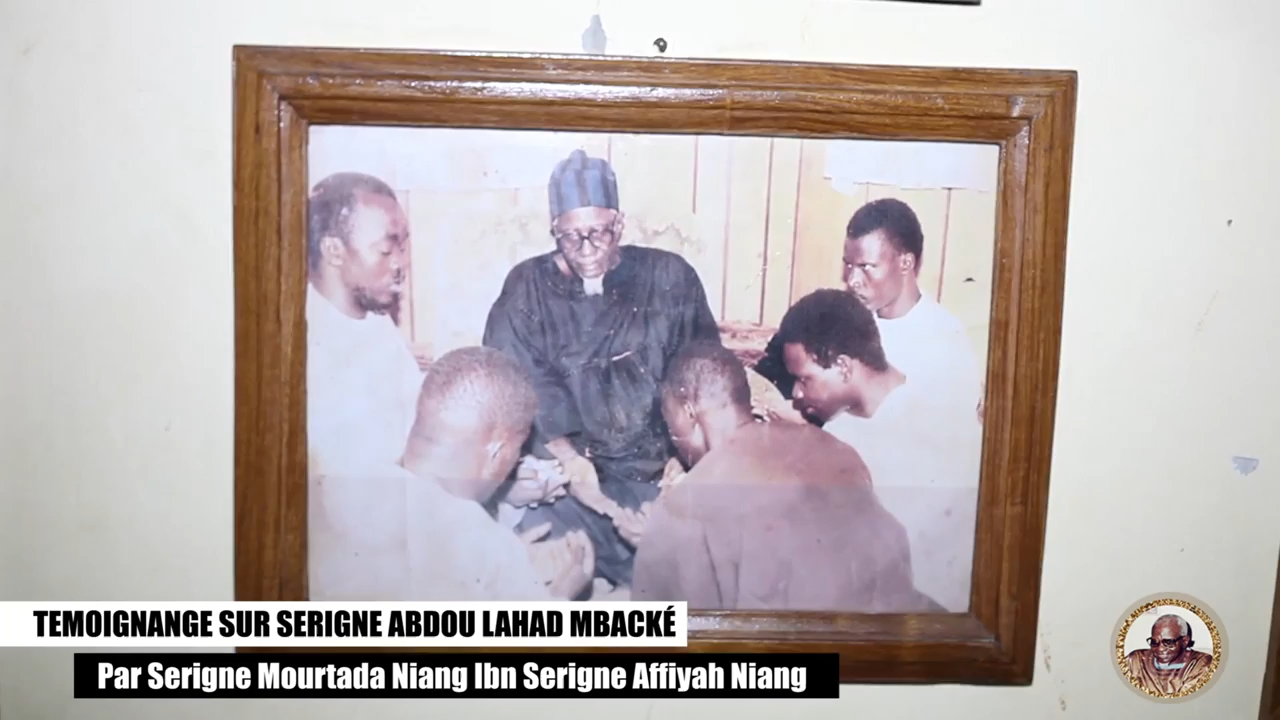 TEMOIGNANGE SUR SERIGNE ABDOU LAHAD MBACKÉ
Par Serigne Mourtada Niang Ibn Serigne Affiyah Niang